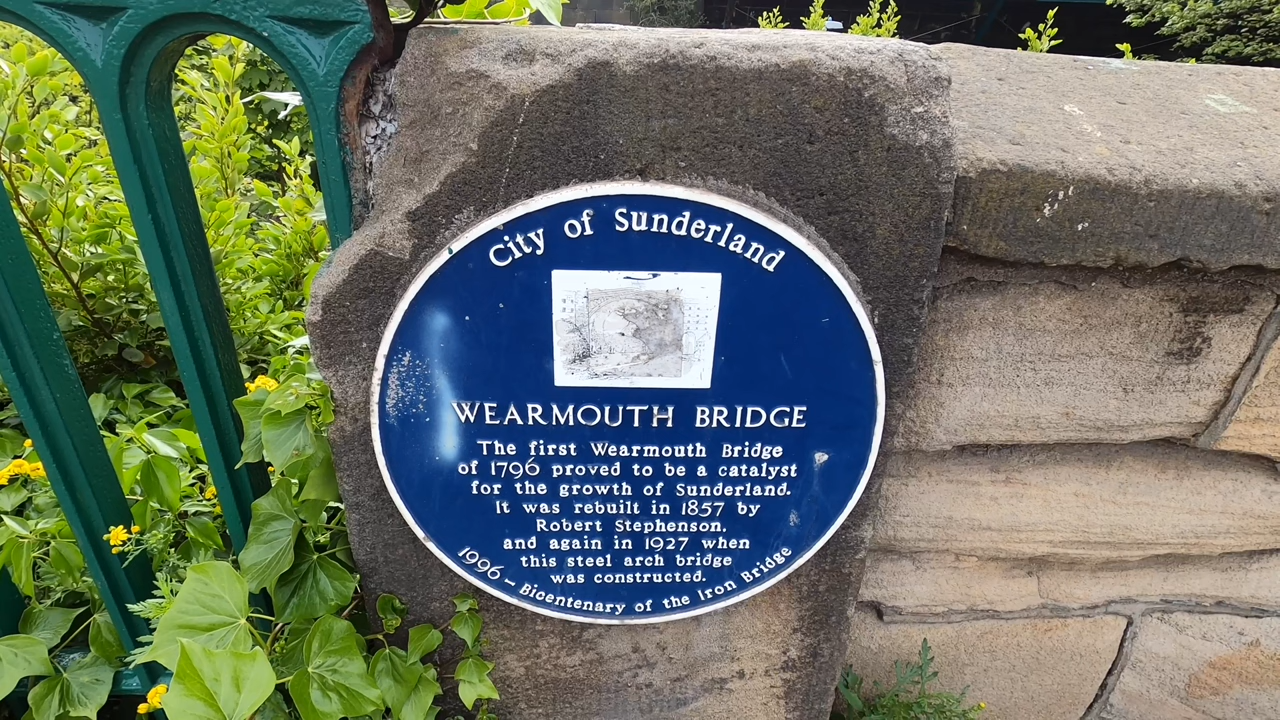 City of Sunderland
WEARMOUTH BRIDGE
The first Wearmouth Bridge
of 1796 proved to be a catalyst
for the growth of Sunderland.
It was rebuilt in 1857 by
Robert Stephenson.
and again in 1927 when
this steel arch bridge
was constructed.
1996 – Bicentenary of the Iron Bridge